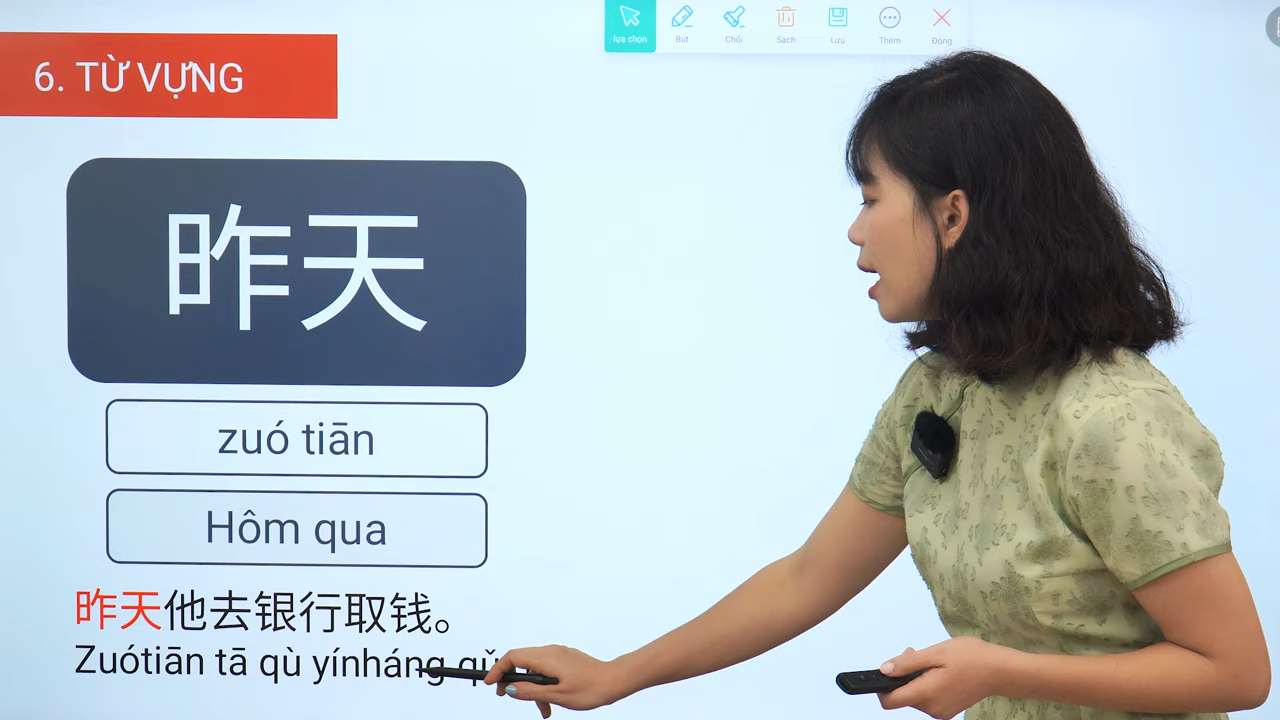 lựa chọn Bút Chổi Sạch Lưu Thêm Đóng
6. TỪ VỰNG
昨天
zuó tiān
Hôm qua
昨天他去银行取钱。
Zuótiān tā qù yínháng qǔ